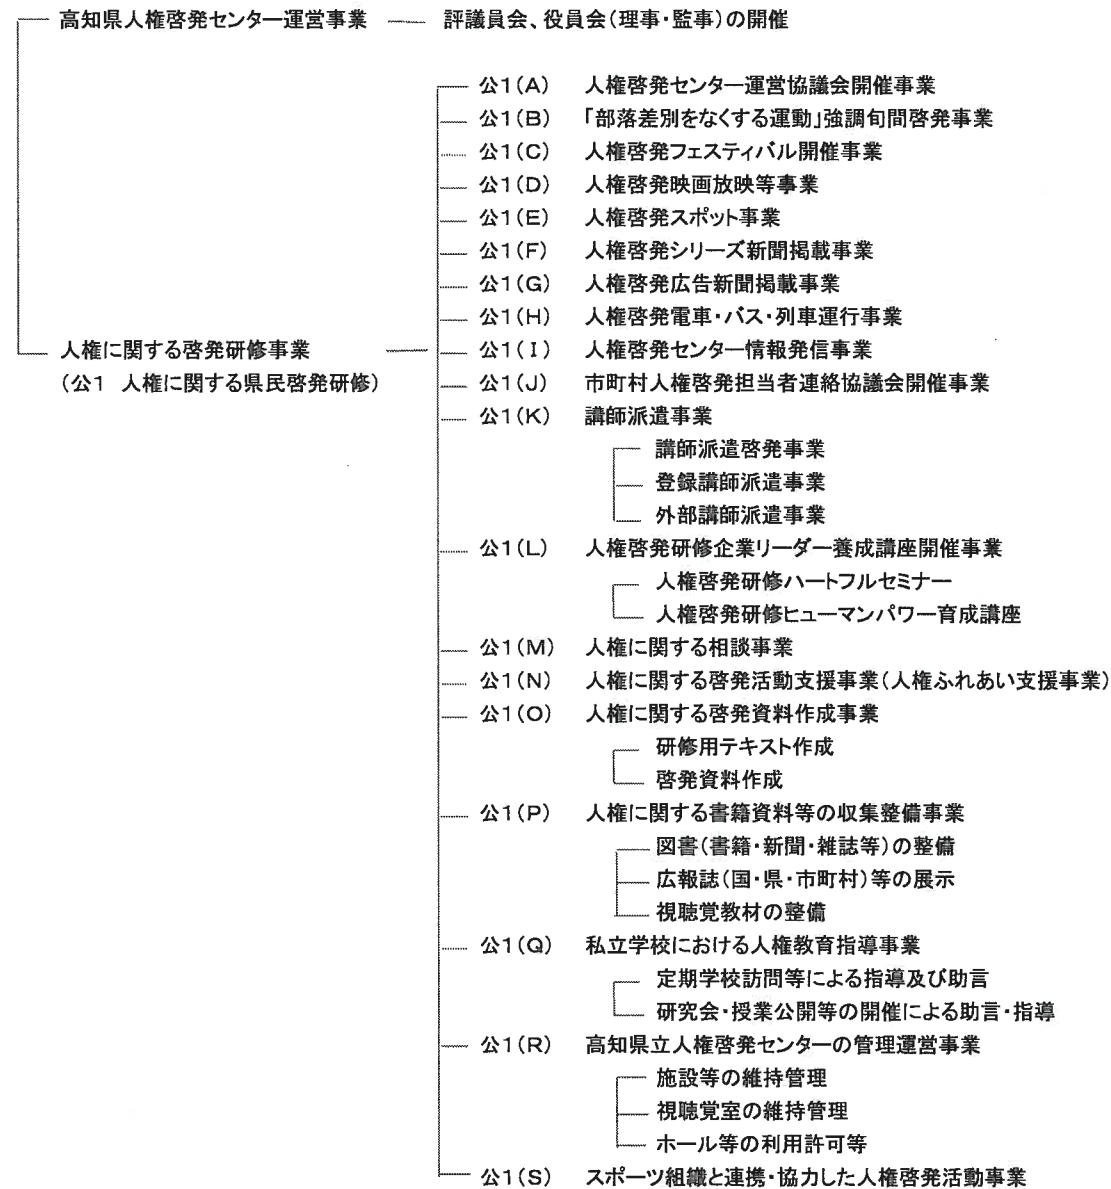 高知県人権啓発センター運営事業 評議員会、役員会(理事・監事)の開催
公1(A) 人権啓発センター運営協議会開催事業
公1(B) 「部落差別をなくする運動」強調旬間啓発事業
公1(C) 人権啓発フェスティバル開催事業
公1(D) 人権啓発映画放映等事業
公1(E) 人権啓発スポット事業
公1(F) 人権啓発シリーズ新聞掲載事業
公1(G) 人権啓発広告新聞掲載事業
公1(H) 人権啓発電車・バス・列車運行事業
人権に関する啓発研修事業 公1(I) 人権啓発センター情報発信事業
(公1 人権に関する県民啓発研修) 公1(J) 市町村人権啓発担当者連絡協議会開催事業
公1(K) 講師派遣事業
講師派遣啓発事業
登録講師派遣事業
外部講師派遣事業
公1(L) 人権啓発研修企業リーダー養成講座開催事業
人権啓発研修ハートフルセミナー
人権啓発研修ヒューマンパワー育成講座
公1(M) 人権に関する相談事業
公1(N) 人権に関する啓発活動支援事業(人権ふれあい支援事業)
公1(O) 人権に関する啓発資料作成事業
研修用テキスト作成
啓発資料作成
公1(P) 人権に関する書籍資料等の収集整備事業
図書(書籍・新聞・雑誌等)の整備
広報誌(国・県・市町村)等の展示
視聴覚教材の整備
公1(Q) 私立学校における人権教育指導事業
定期学校訪問等による指導及び助言
研究会・授業公開等の開催による助言・指導
公1(R) 高知県立人権啓発センターの管理運営事業
施設等の維持管理
視聴覚室の維持管理
ホール等の利用許可等
公1(S) スポーツ組織と連携・協力した人権啓発活動事業